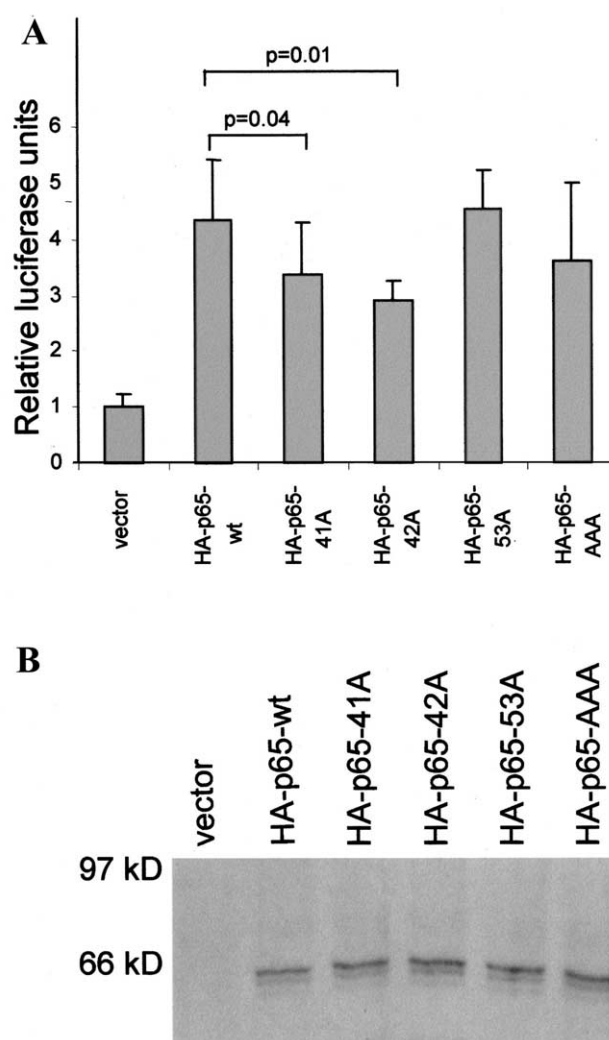 A
p=0.01
p=0.04
Relative luciferase units
6
5
4
3
2
1
0
vector
HA-p65-
wt
HA-p65-
41A
HA-p65-
42A
HA-p65-
53A
HA-p65-
AAA
B
vector
HA-p65-wt
HA-p65-41A
HA-p65-42A
HA-p65-53A
HA-p65-AAA
97 kD
66 kD